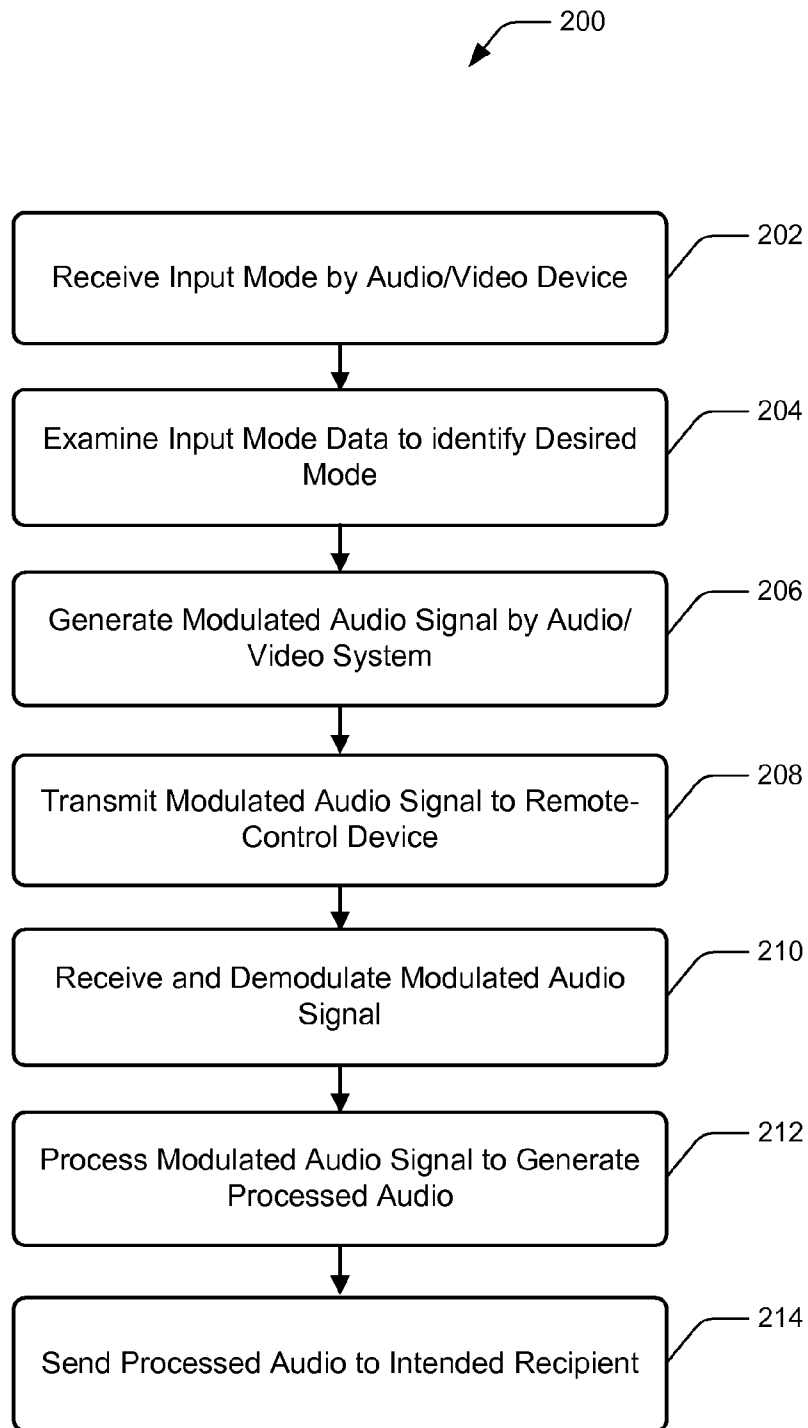 200
Receive Input Mode by Audio/Video Device
202
Examine Input Mode Data to identify Desired
Mode
204
Generate Modulated Audio Signal by Audio/
Video System
206
Transmit Modulated Audio Signal to Remote-
Control Device
208
Receive and Demodulate Modulated Audio
Signal
210
Process Modulated Audio Signal to Generate
Processed Audio
212
Send Processed Audio to Intended Recipient
214